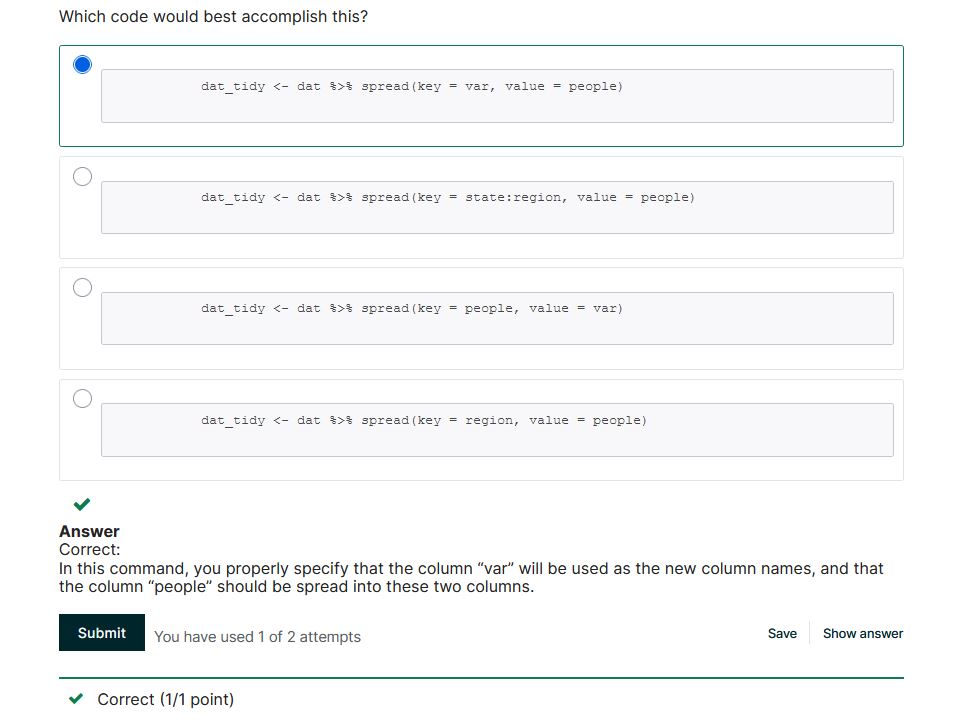 Which code would best accomplish this?
dat_tidy <- dat %>% spread(key = var, value = people)
dat_tidy <- dat %>% spread(key = state:region, value = people)
dat_tidy <- dat %>% spread(key = people, value = var)
dat_tidy <- dat %>% spread(key = region, value = people)
Answer
Correct:
In this command, you properly specify that the column “var” will be used as the new column names, and that
the column “people” should be spread into these two columns.
Submit You have used 1 of 2 attempts Save Show answer
Correct (1/1 point)